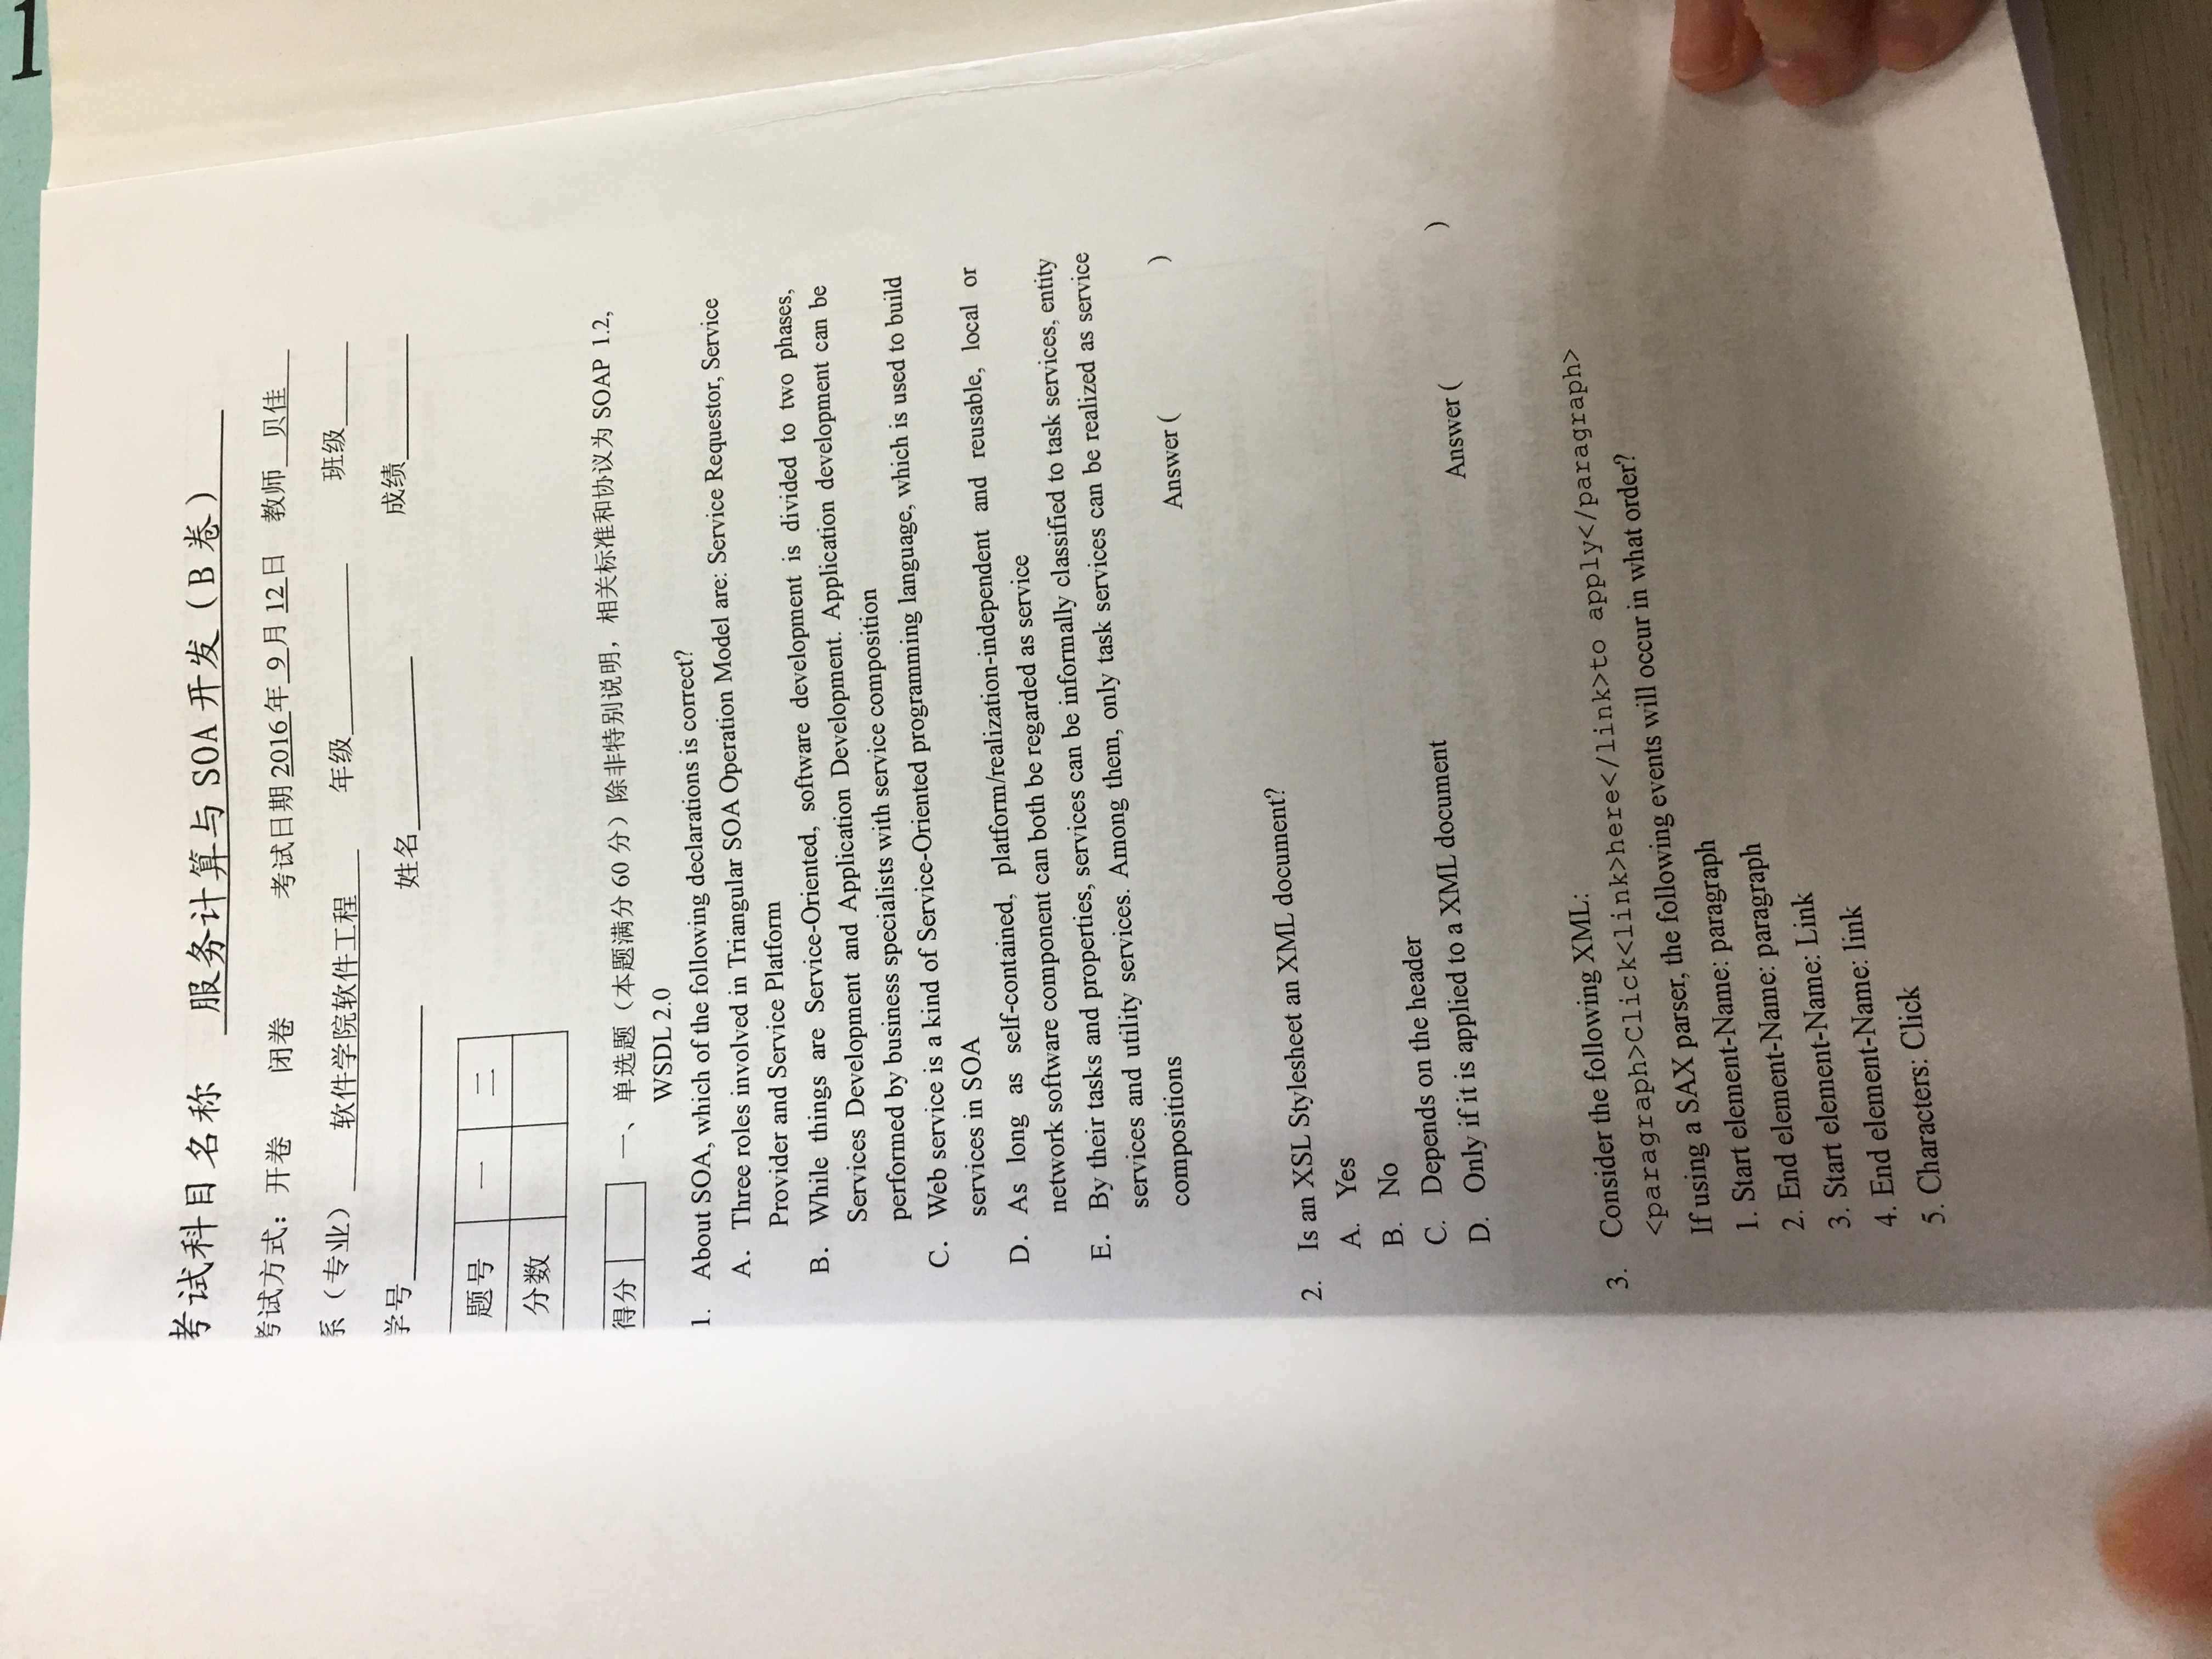 考试科目名称 服务计算与 SOA 开发（B 卷）
考试方式：开卷 闭卷 考试日期 2016 年 9 月 12 日 教师 贝佳
系（专业） 软件学院软件工程 年级 班级
学号 姓名 成绩
题号 一 二
分数
得分
一、单选题（本题满分 60 分）除非特别说明，相关标准和协议为 SOAP 1.2,
WSDL 2.0
1. About SOA, which of the following declarations is correct?
A. Three roles involved in Triangular SOA Operation Model are: Service Requestor, Service
Provider and Service Platform
B. While things are Service-Oriented, software development is divided to two phases,
Services Development and Application Development. Application development can be
performed by business specialists with service composition
C. Web service is a kind of Service-Oriented programming language, which is used to build
services in SOA
D. As long as self-contained, platform/realization-independent and reusable, local or
network software component can both be regarded as service
E. By their tasks and properties, services can be informally classified to task services, entity
services and utility services. Among them, only task services can be realized as service
compositions Answer ( )
2. Is an XSL Stylesheet an XML document?
A. Yes
B. No
C. Depends on the header
D. Only if it is applied to a XML document Answer ( )
3. Consider the following XML:
<paragraph>Click<link>here</link>to apply</paragraph>
If using a SAX parser, the following events will occur in what order?
1. Start element-Name: paragraph
2. End element-Name: paragraph
3. Start element-Name: Link
4. End element-Name: link
5. Characters: Click